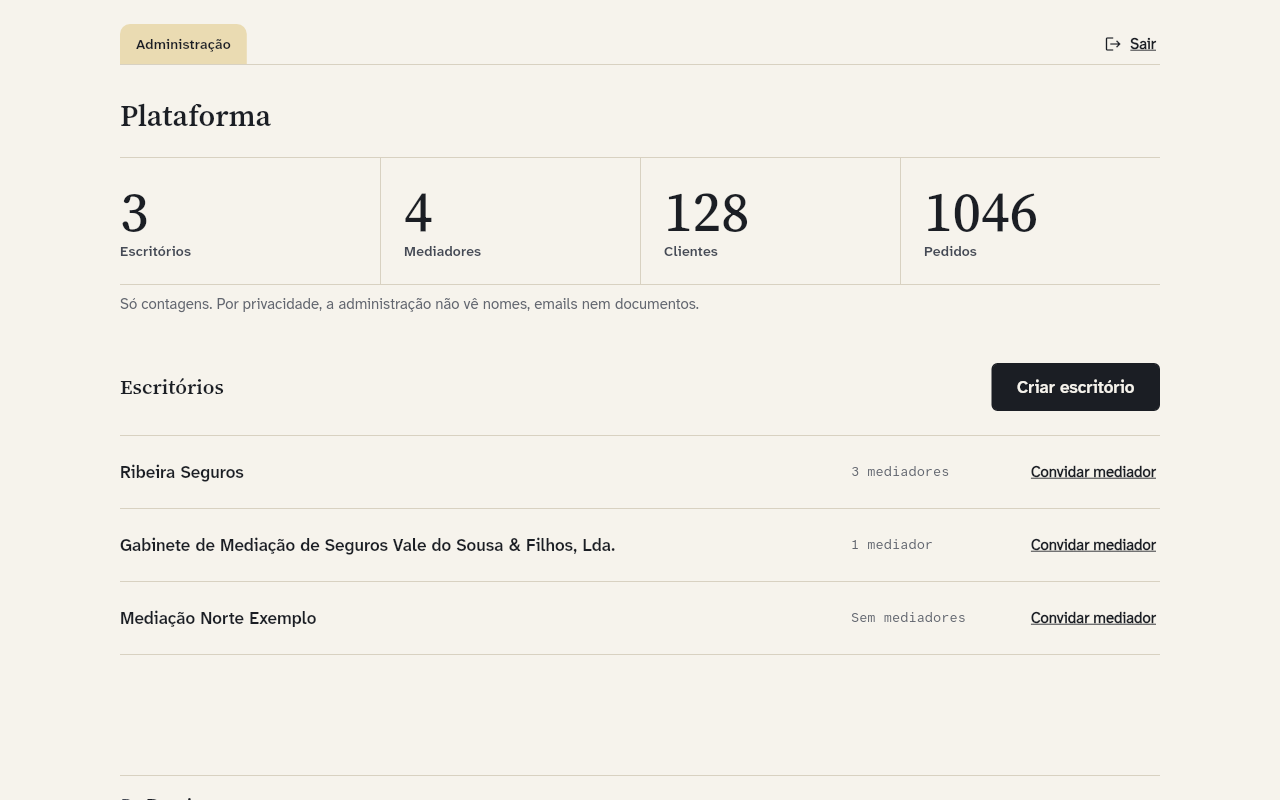 Administração
Sair
Plataforma
3
Escritórios
4
Mediadores
128
Clientes
1046
Pedidos
Só contagens. Por privacidade, a administração não vê nomes, emails nem documentos.
Escritórios
Criar escritório
Ribeira Seguros
3 mediadores
Convidar mediador
Gabinete de Mediação de Seguros Vale do Sousa & Filhos, Lda.
1 mediador
Convidar mediador
Mediação Norte Exemplo
Sem mediadores
Convidar mediador